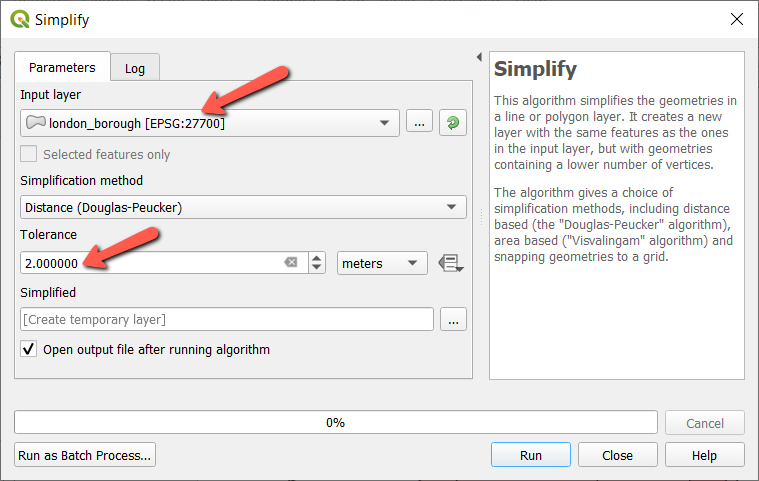 Simplify
Parameters
Log
Input layer
london_borough [EPSG:27700]
...
Selected features only
Simplification method
Distance (Douglas-Peucker)
Tolerance
2.000000
meters
Simplified
[Create temporary layer]
...
Open output file after running algorithm
Simplify
This algorithm simplifies the geometries in
a line or polygon layer. It creates a new
layer with the same features as the ones
in the input layer, but with geometries
containing a lower number of vertices.
The algorithm gives a choice of
simplification methods, including distance
based (the "Douglas-Peucker" algorithm),
area based ("Visvalingam" algorithm) and
snapping geometries to a grid.
0%
Cancel
Run as Batch Process...
Run
Close
Help